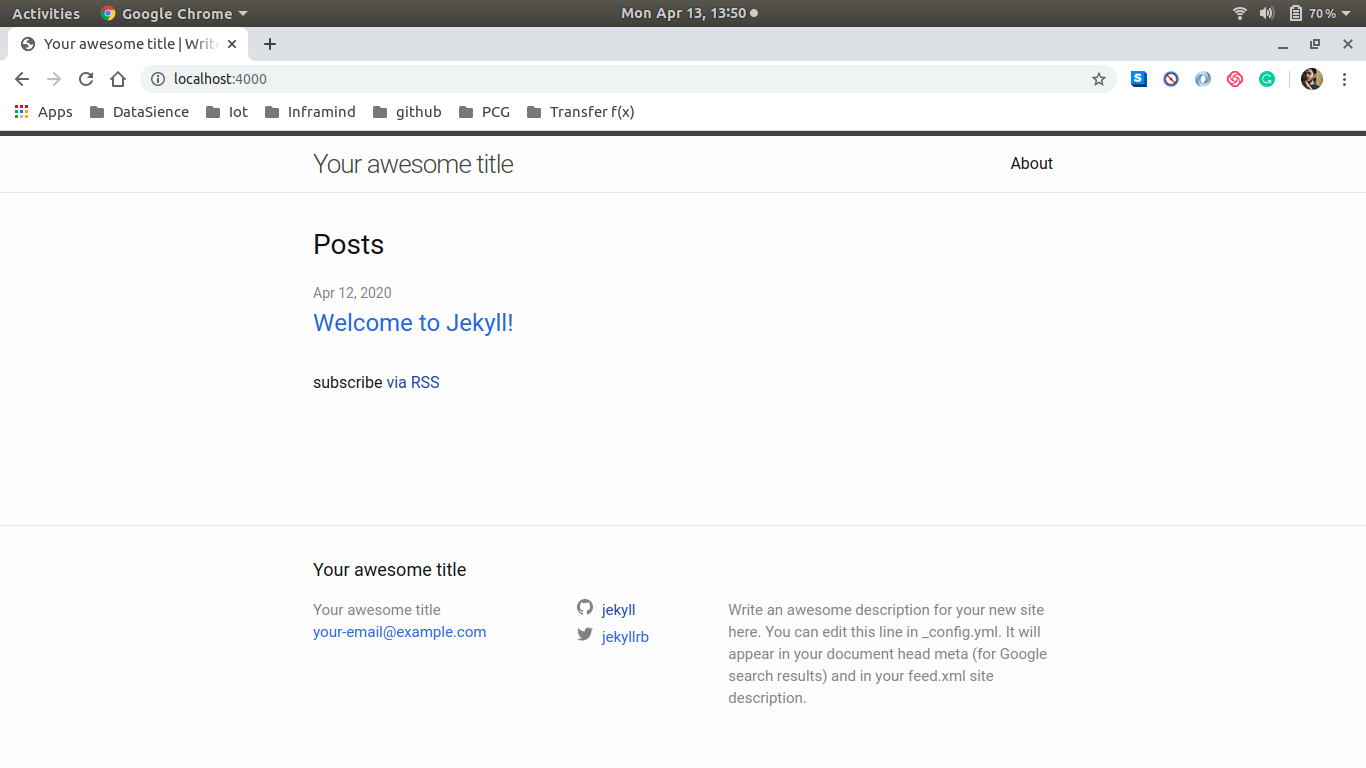 Activities Google Chrome Mon Apr 13, 13:50 70 %
Your awesome title | Writ
localhost:4000
Apps DataSience Iot Inframind github PCG Transfer f(x)
Your awesome title About
Posts
Apr 12, 2020
Welcome to Jekyll!
subscribe via RSS
Your awesome title
Your awesome title
your-email@example.com
jekyll
jekyllrb
Write an awesome description for your new site
here. You can edit this line in _config.yml. It will
appear in your document head meta (for Google
search results) and in your feed.xml site
description.